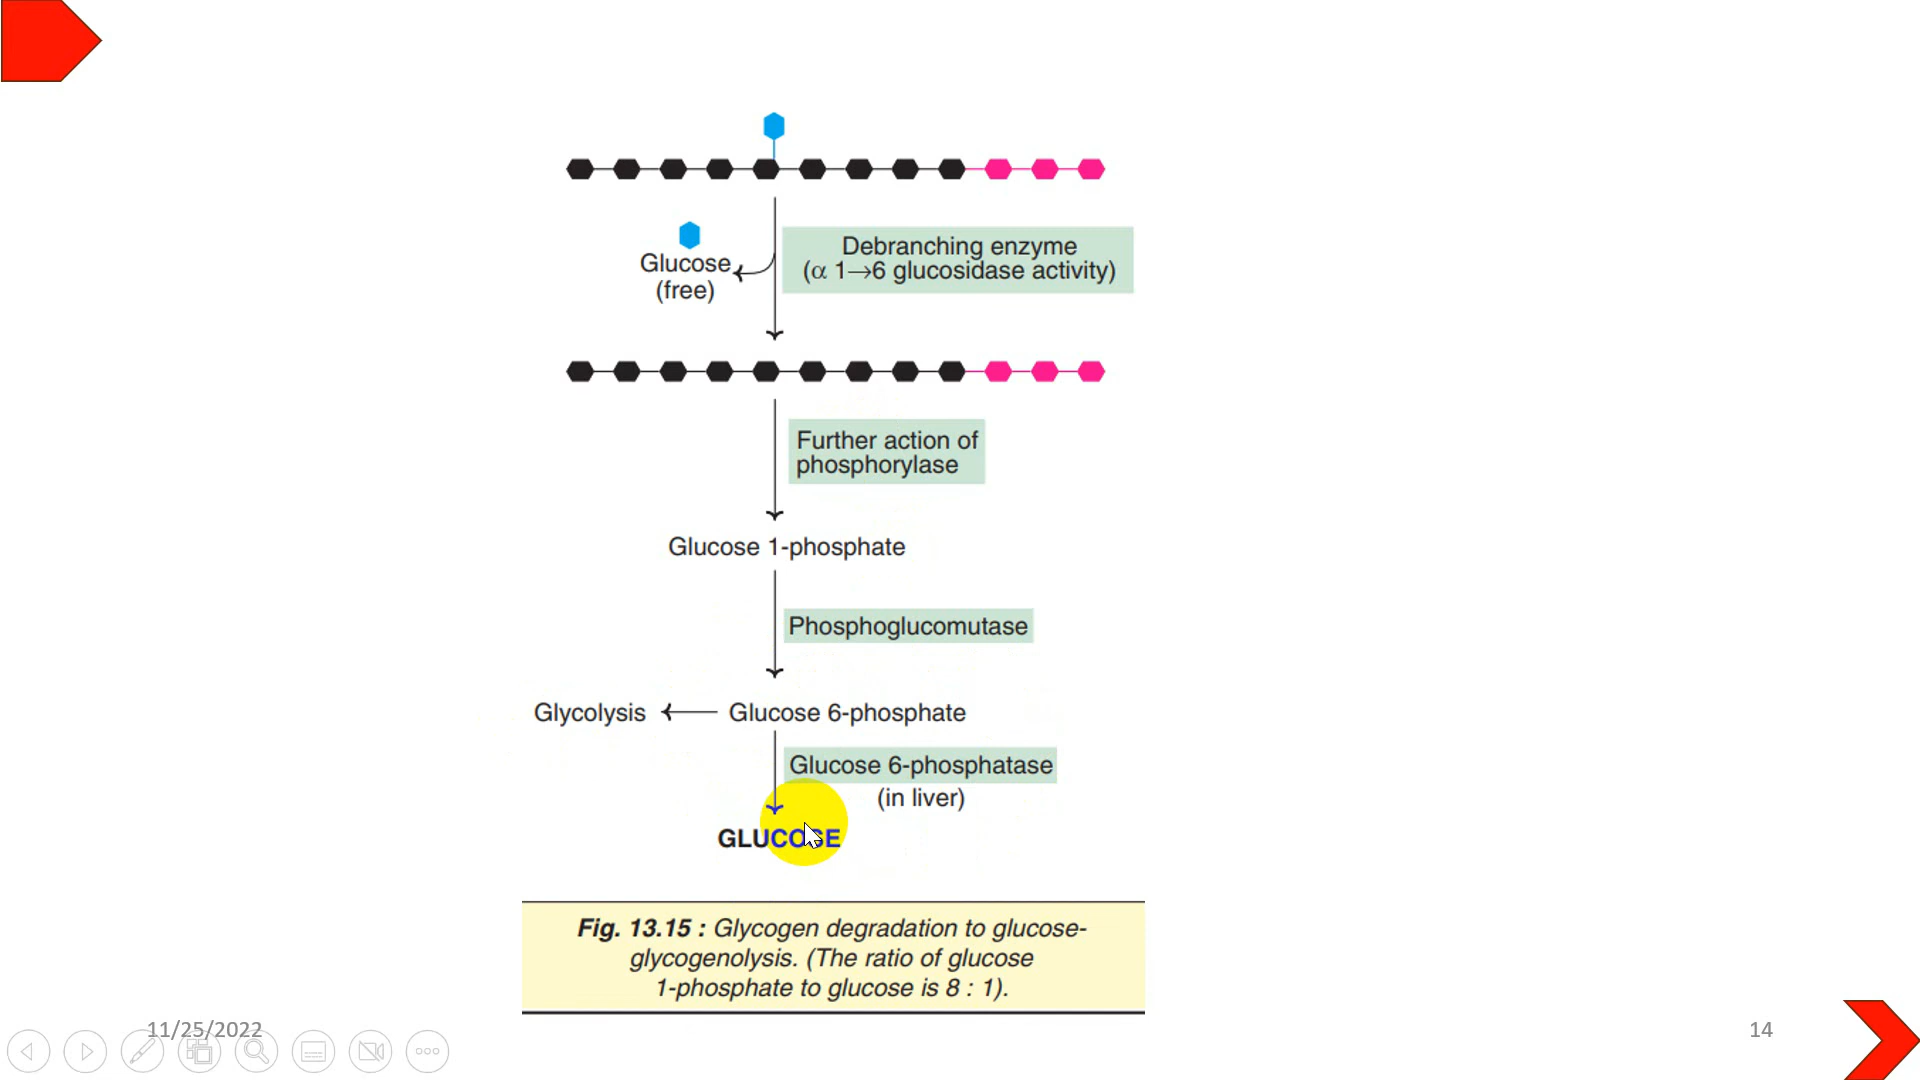 Debranching enzyme
(α 1→6 glucosidase activity)
Glucose
(free)
Further action of
phosphorylase
Glucose 1-phosphate
Phosphoglucomutase
Glycolysis
Glucose 6-phosphate
Glucose 6-phosphatase
(in liver)
GLUCOSE
Fig. 13.15 : Glycogen degradation to glucose-
glycogenolysis. (The ratio of glucose
1-phosphate to glucose is 8 : 1).
11/25/2022
14